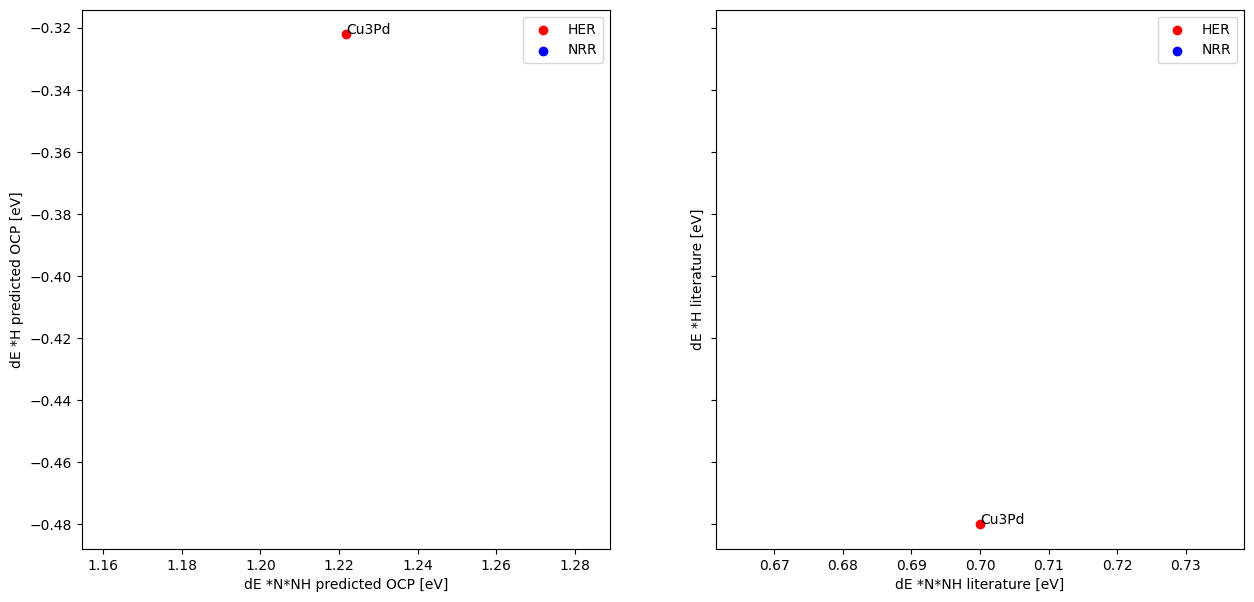 −0.32
−0.34
−0.36
−0.38
−0.40
−0.42
−0.44
−0.46
−0.48
dE *H predicted OCP [eV]
Cu3Pd
HER
NRR
1.16 1.18 1.20 1.22 1.24 1.26 1.28
dE *N*NH predicted OCP [eV]
dE *H literature [eV]
HER
NRR
Cu3Pd
0.67 0.68 0.69 0.70 0.71 0.72 0.73
dE *N*NH literature [eV]